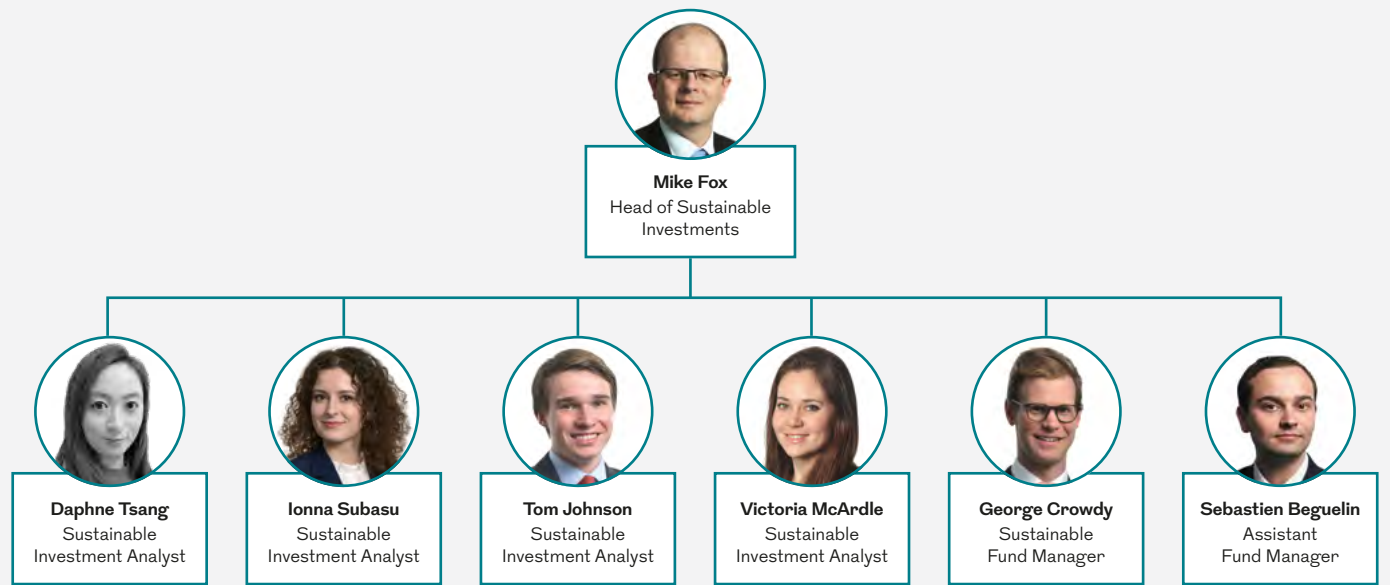 Mike Fox
Head of Sustainable
Investments
Daphne Tsang
Sustainable
Investment Analyst
Ionna Subasu
Sustainable
Investment Analyst
Tom Johnson
Sustainable
Investment Analyst
Victoria McArdle
Sustainable
Investment Analyst
George Crowdy
Sustainable
Fund Manager
Sebastien Beguelin
Assistant
Fund Manager